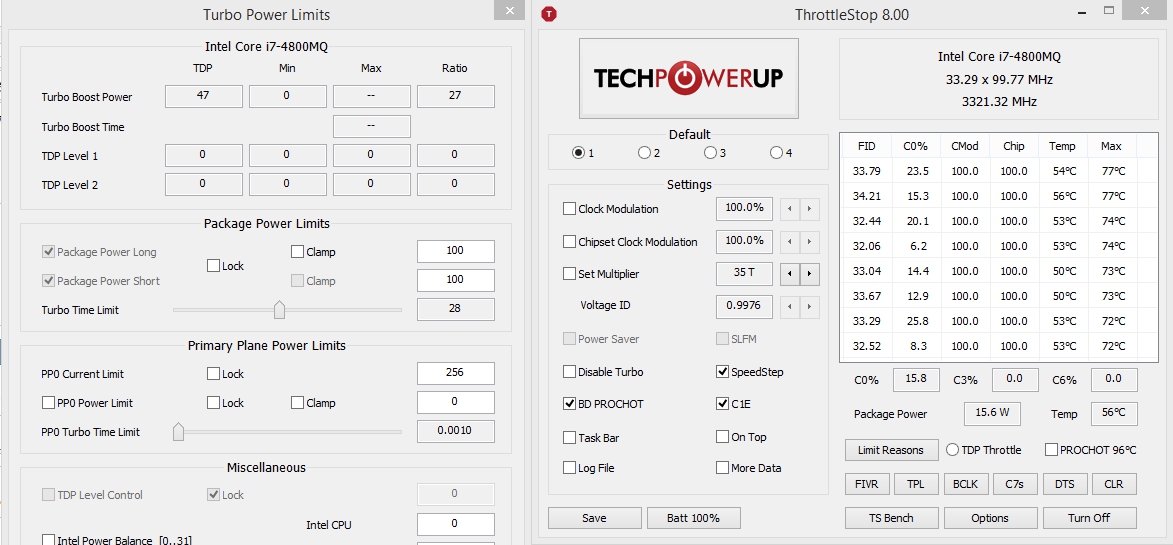 Turbo Power Limits
Intel Core i7-4800MQ
TDP Min Max Ratio
Turbo Boost Power 47 0 -- 27
Turbo Boost Time --
TDP Level 1 0 0 0 0
TDP Level 2 0 0 0 0
Package Power Limits
Package Power Long Clamp 100
Lock
Package Power Short Clamp 100
Turbo Time Limit 28
Primary Plane Power Limits
PP0 Current Limit Lock 256
PP0 Power Limit Lock Clamp 0
PP0 Turbo Time Limit 0.0010
Miscellaneous
TDP Level Control Lock 0
Intel CPU 0
Intel Power Balance [0..31]
ThrottleStop 8.00
TECHPOWERUP
Intel Core i7-4800MQ
33.29 x 99.77 MHz
3321.32 MHz
Default
1 2 3 4
Settings
Clock Modulation 100.0%
Chipset Clock Modulation 100.0%
Set Multiplier 35 T
Voltage ID 0.9976
Power Saver SLFM
Disable Turbo SpeedStep
BD PROCHOT C1E
Task Bar On Top
Log File More Data
Save Batt 100%
FID C0% CMod Chip Temp Max
33.79 23.5 100.0 100.0 54°C 77°C
34.21 15.3 100.0 100.0 56°C 77°C
32.44 20.1 100.0 100.0 53°C 74°C
32.06 6.2 100.0 100.0 53°C 74°C
33.04 14.4 100.0 100.0 50°C 73°C
33.67 12.9 100.0 100.0 50°C 73°C
33.29 25.8 100.0 100.0 53°C 72°C
32.52 8.3 100.0 100.0 53°C 72°C
C0% 15.8 C3% 0.0 C6% 0.0
Package Power 15.6 W Temp 56°C
Limit Reasons TDP Throttle PROCHOT 96°C
FIVR TPL BCLK C7s DTS CLR
TS Bench Options Turn Off